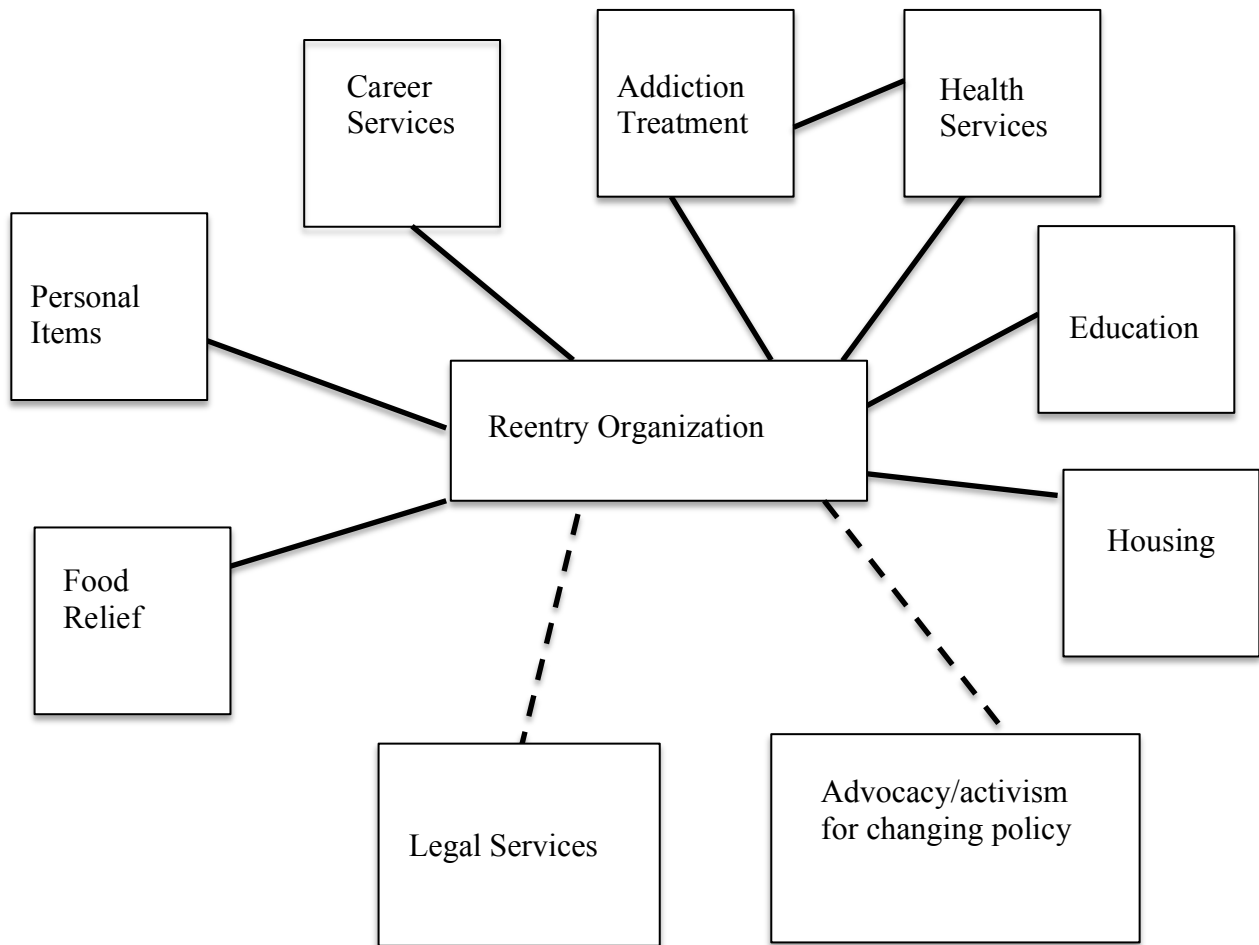 Career
Services
Addiction
Treatment
Health
Services
Personal
Items
Education
Reentry Organization
Housing
Food
Relief
Legal Services
Advocacy/activism
for changing policy